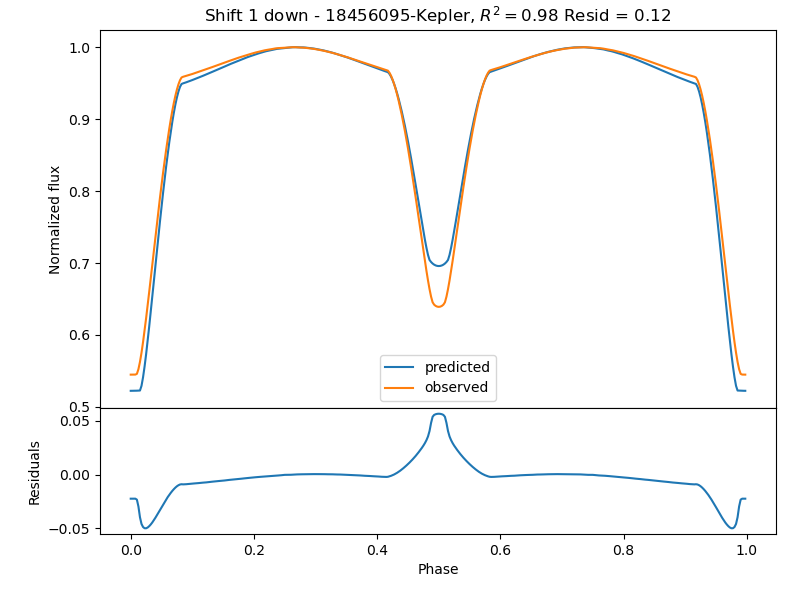 Shift 1 down - 18456095-Kepler, R² = 0.98 Resid = 0.12
1.0
0.9
0.8
0.7
0.6
0.5
Normalized flux
predicted
observed
0.05
0.00
−0.05
Residuals
0.0 0.2 0.4 0.6 0.8 1.0
Phase